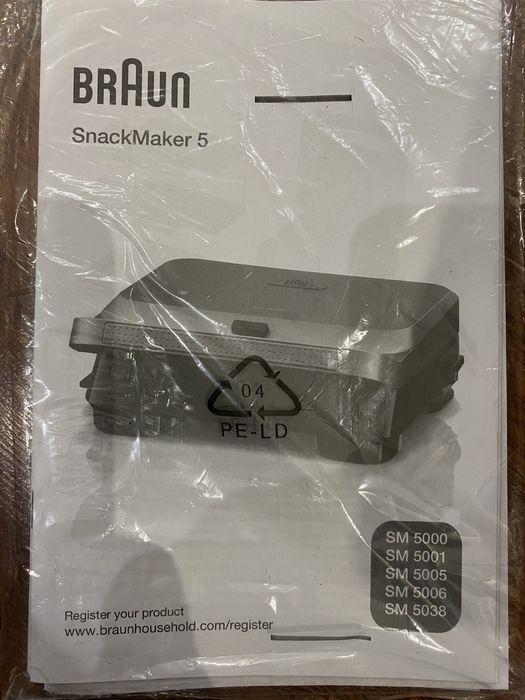 BRAUN
SnackMaker 5
BRAUN
04
PE-LD
SM 5000
SM 5001
SM 5005
SM 5006
SM 5038
Register your product
www.braunhousehold.com/register